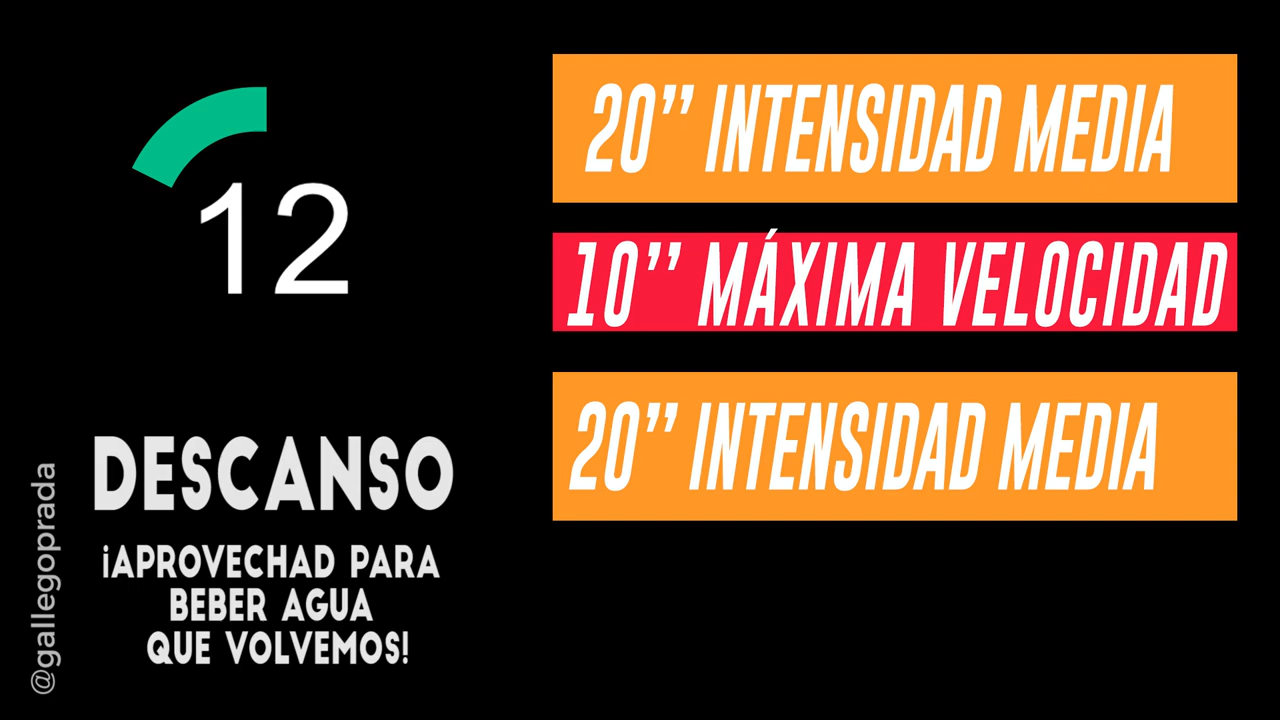 12
DESCANSO
¡APROVECHAD PARA
BEBER AGUA
QUE VOLVEMOS!
@gallegoprada
20’’ INTENSIDAD MEDIA
10’’ MÁXIMA VELOCIDAD
20’’ INTENSIDAD MEDIA